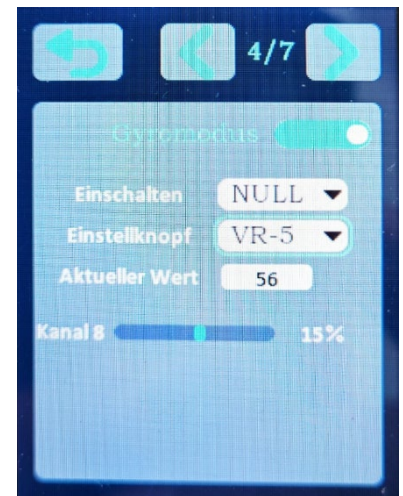 4/7
Gyromodus
Einschalten NULL
Einstellknopf VR-5
Aktueller Wert 56
Kanal 8 15%